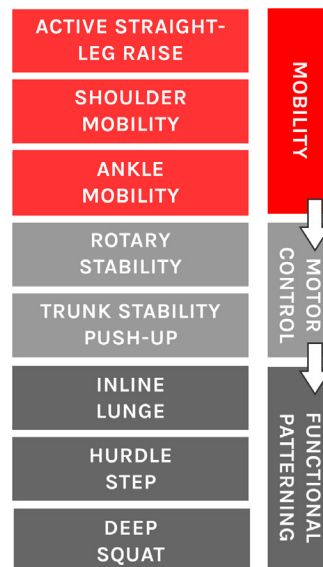 ACTIVE STRAIGHT-
LEG RAISE
SHOULDER
MOBILITY
ANKLE
MOBILITY
ROTARY
STABILITY
TRUNK STABILITY
PUSH-UP
INLINE
LUNGE
HURDLE
STEP
DEEP
SQUAT
MOBILITY
MOTOR
CONTROL
FUNCTIONAL
PATTERNING